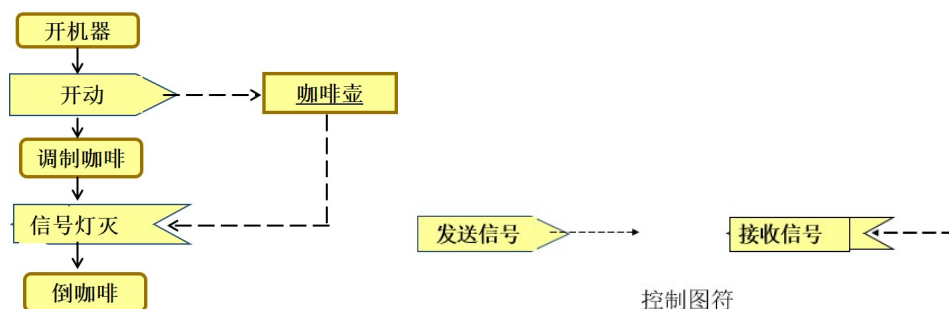 开机器
开动
咖啡壶
调制咖啡
信号灯灭
倒咖啡
发送信号
接收信号
控制图符